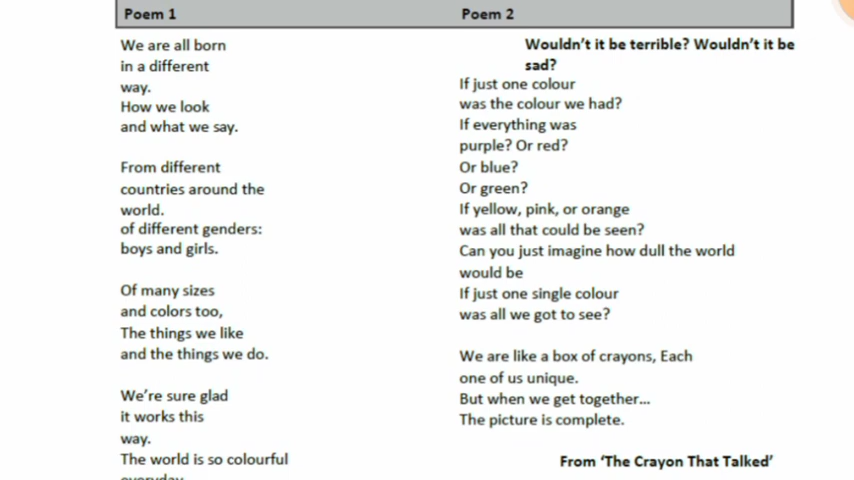 Poem 1
We are all born
in a different
way.
How we look
and what we say.
From different
countries around the
world.
of different genders:
boys and girls.
Of many sizes
and colors too,
The things we like
and the things we do.
We're sure glad
it works this
way.
The world is so colourful
everyday
Poem 2
Wouldn't it be terrible? Wouldn't it be
sad?
If just one colour
was the colour we had?
If everything was
purple? Or red?
Or blue?
Or green?
If yellow, pink, or orange
was all that could be seen?
Can you just imagine how dull the world
would be
If just one single colour
was all we got to see?
We are like a box of crayons, Each
one of us unique.
But when we get together...
The picture is complete.
From 'The Crayon That Talked'